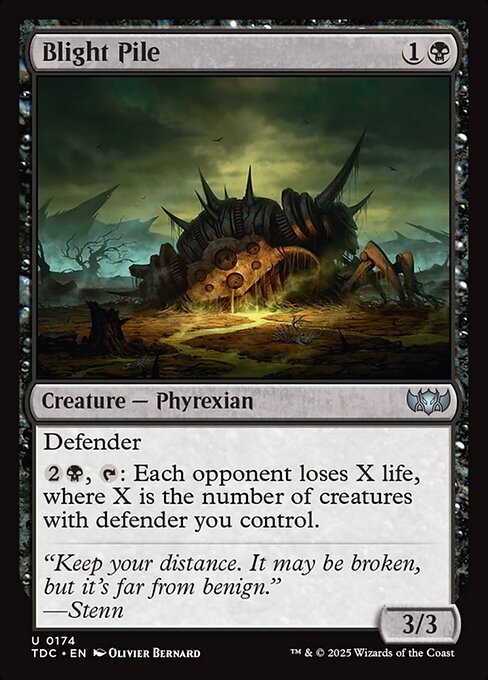 Blight Pile 1
Creature — Phyrexian
Defender
2, : Each opponent loses X life,
where X is the number of creatures
with defender you control.
“Keep your distance. It may be broken,
but it’s far from benign.”
—Stenn
3/3
U 0174
TDC • EN Olivier Bernard
™ & © 2025 Wizards of the Coast